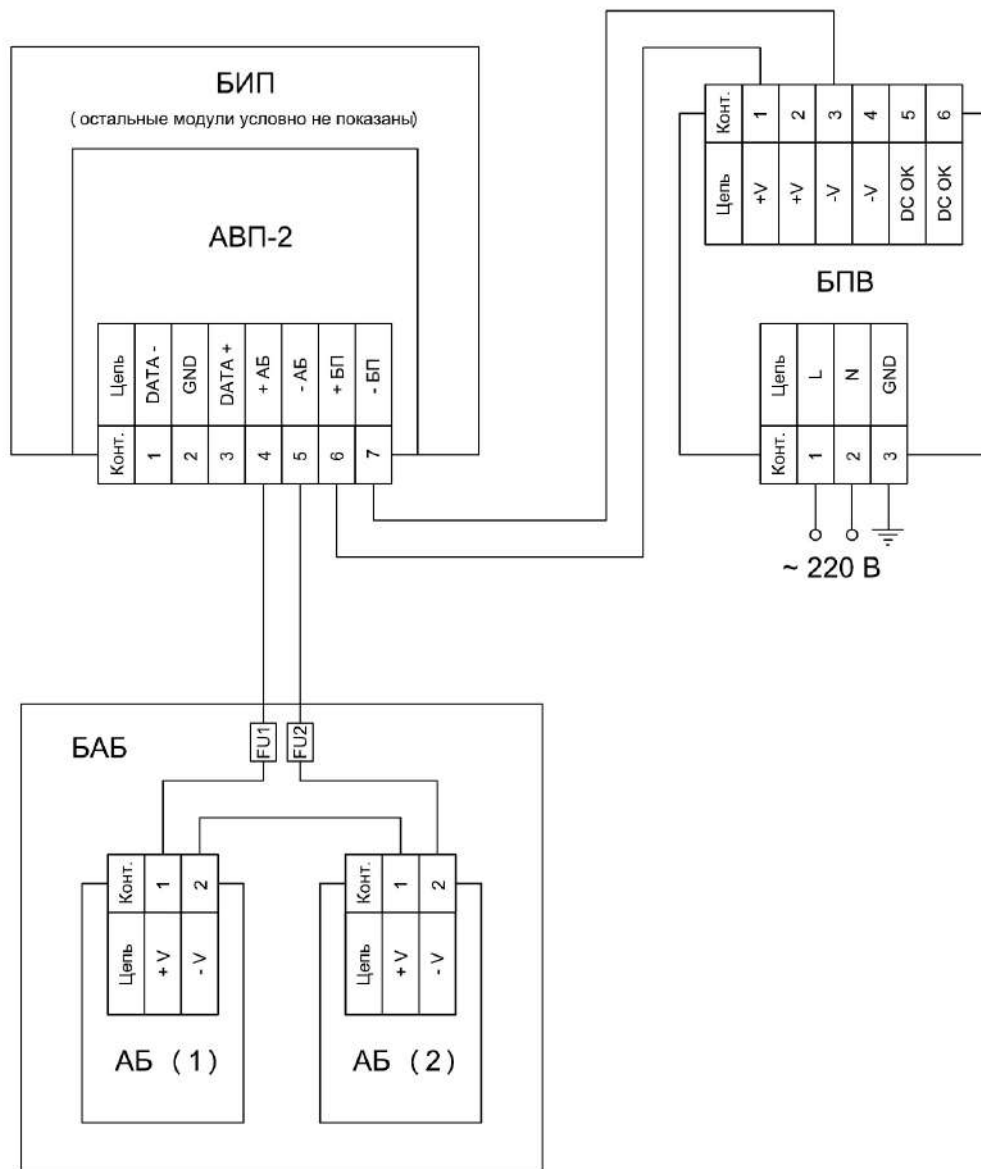 БИП
( остальные модули условно не показаны)
АВП-2
Цепь DATA - GND DATA + + АБ - АБ + БП - БП
Конт. 1 2 3 4 5 6 7
Конт. 1 2 3 4 5 6
Цепь +V +V -V -V DC OK DC OK
БПВ
Цепь L N GND
Конт. 1 2 3
~ 220 В
БАБ
FU1 FU2
Конт. 1 2
Цепь + V - V
АБ (1)
Конт. 1 2
Цепь + V - V
АБ (2)